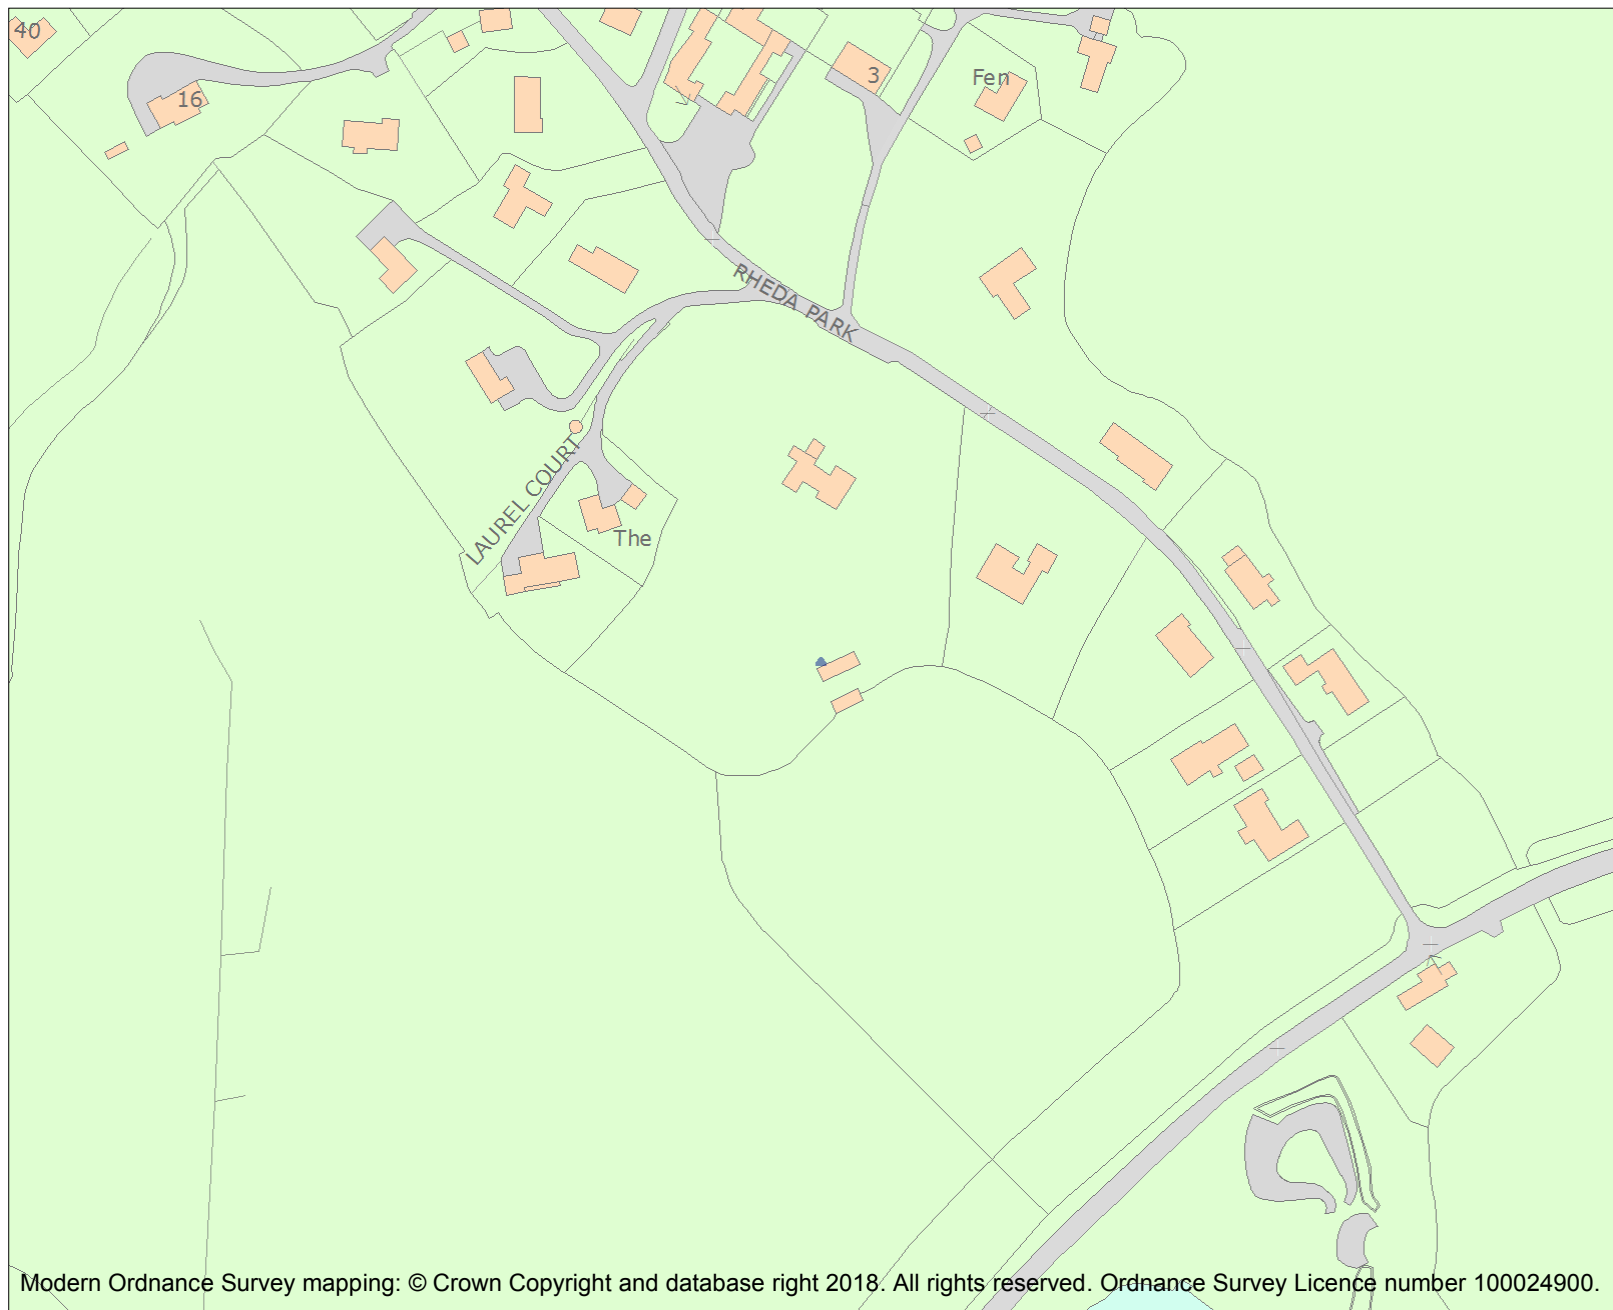 40
16
3
Fen
RHEDA PARK
LAUREL COURT
The
Modern Ordnance Survey mapping: © Crown Copyright and database right 2018. All rights reserved. Ordnance Survey Licence number 100024900.